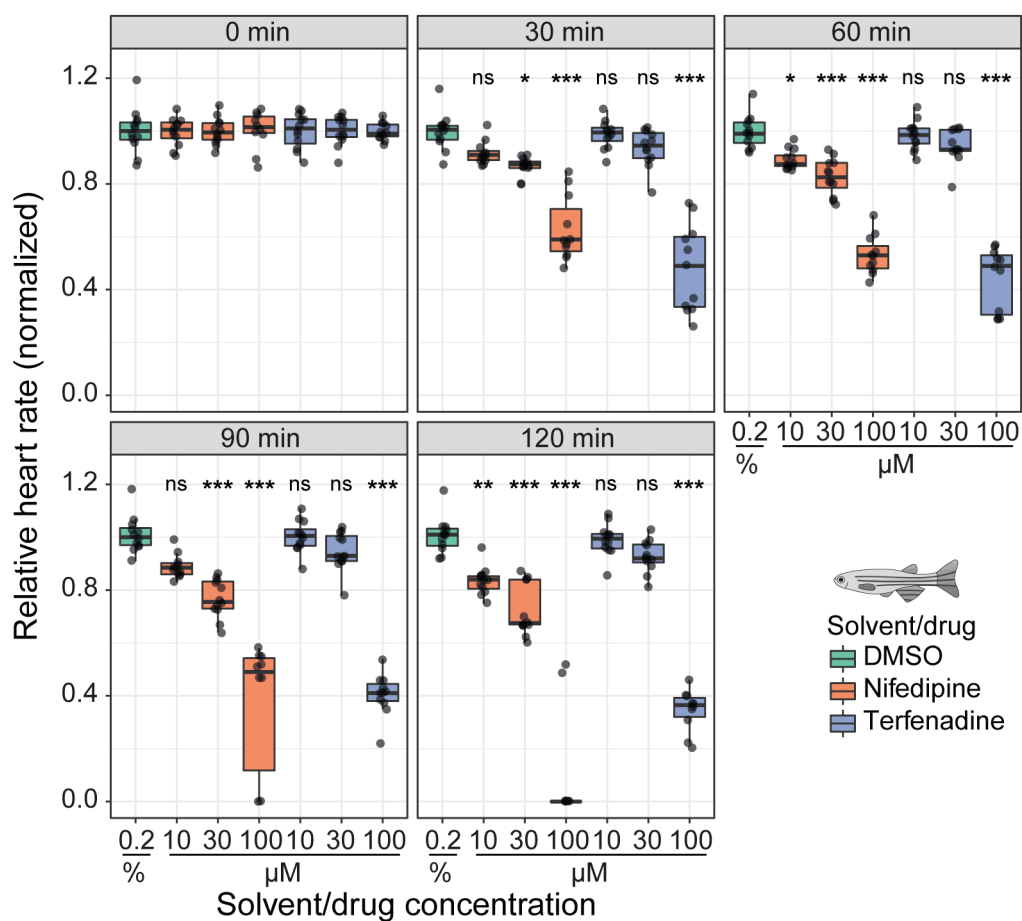 0 min
30 min
60 min
1.2
0.8
0.4
0.0
ns * *** ns ns ***
* *** *** ns ns ***
0.2 10 30 100 10 30 100
% µM
90 min
120 min
1.2
0.8
0.4
0.0
ns *** *** ns ns ***
** *** *** ns ns ***
0.2 10 30 100 10 30 100
0.2 10 30 100 10 30 100
% µM
% µM
Relative heart rate (normalized)
Solvent/drug concentration
Solvent/drug
DMSO
Nifedipine
Terfenadine